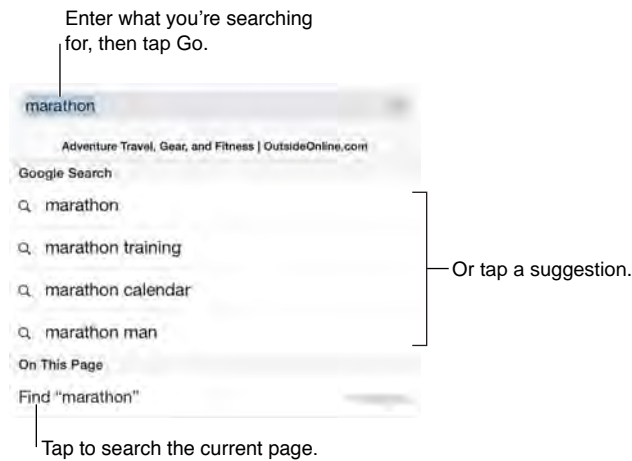 Enter what you're searching
for, then tap Go.
marathon
Adventure Travel, Gear, and Fitness | OutsideOnline.com
Google Search
marathon
marathon training
marathon calendar
marathon man
Or tap a suggestion.
On This Page
Find "marathon"
Tap to search the current page.